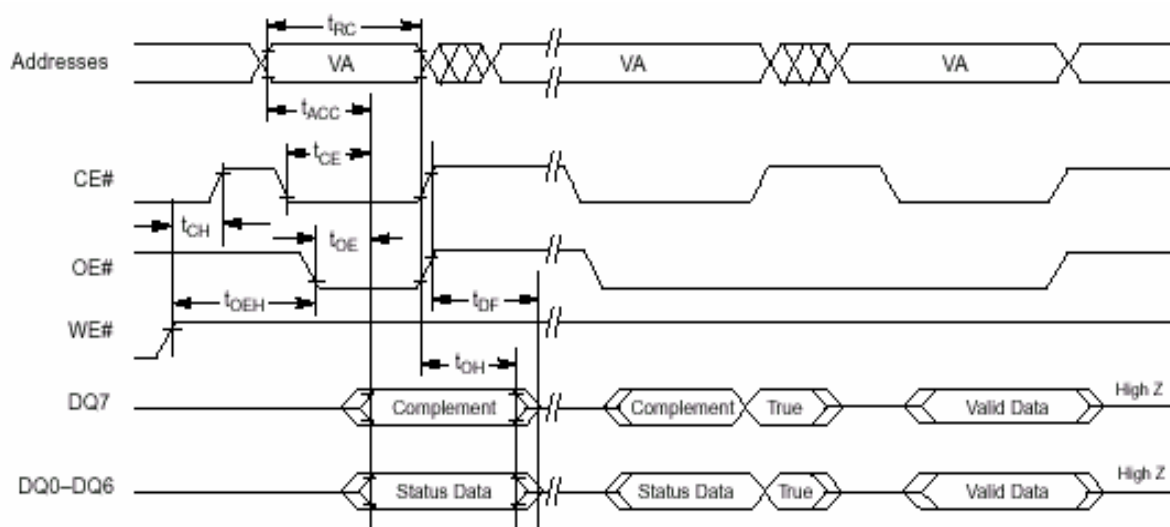 tRC
Addresses VA VA VA
tACC
tCE
CE#
tCH
tOE
OE#
tOEH tDF
WE#
tOH
DQ7 Complement Complement True Valid Data High Z
DQ0–DQ6 Status Data Status Data True Valid Data High Z